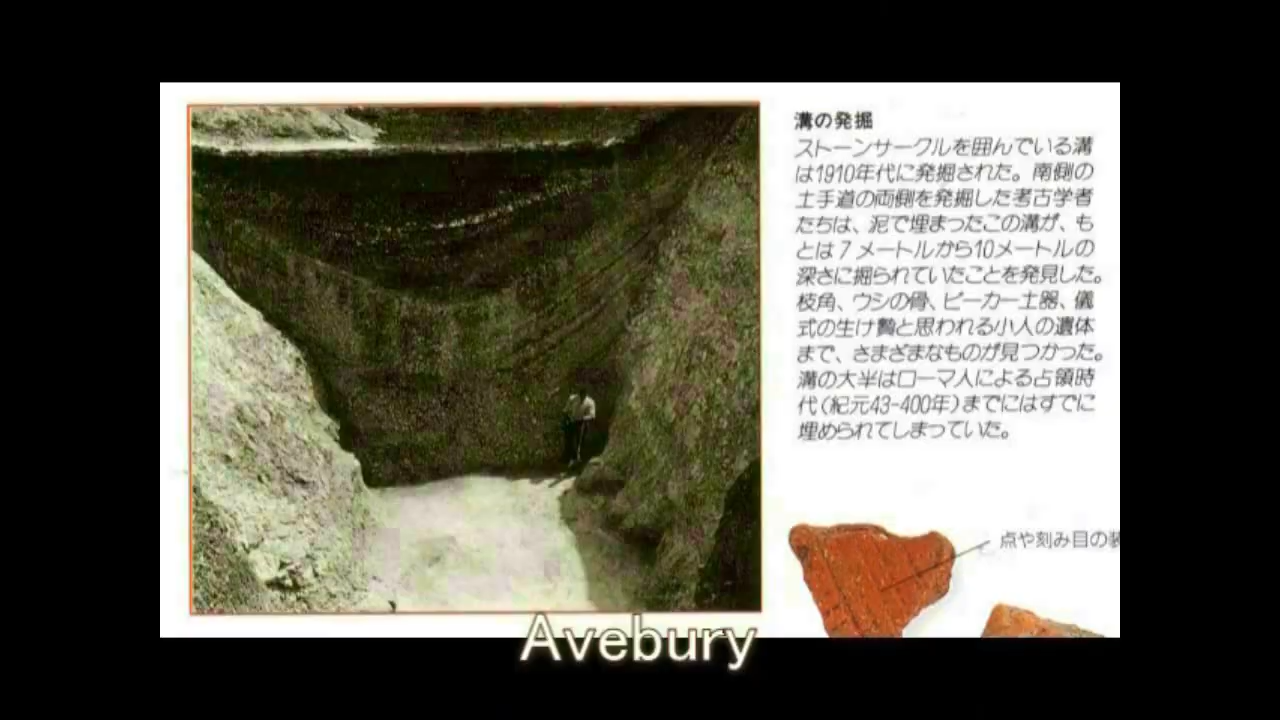 溝の発掘
ストーンサークルを囲んでいる溝
は1910年代に発掘された。南側の
土手道の両側を発掘した考古学者
たちは、泥で埋まったこの溝が、も
とは7メートルから10メートルの
深さに掘られていたことを発見した。
枝角、ウシの骨、ビーカー土器、儀
式の生け贄と思われる小人の遺体
まで、さまざまなものが見つかった。
溝の大半はローマ人による占領時
代(紀元43-400年)までにはすでに
埋められてしまっていた。
点や刻み目の装
Avebury